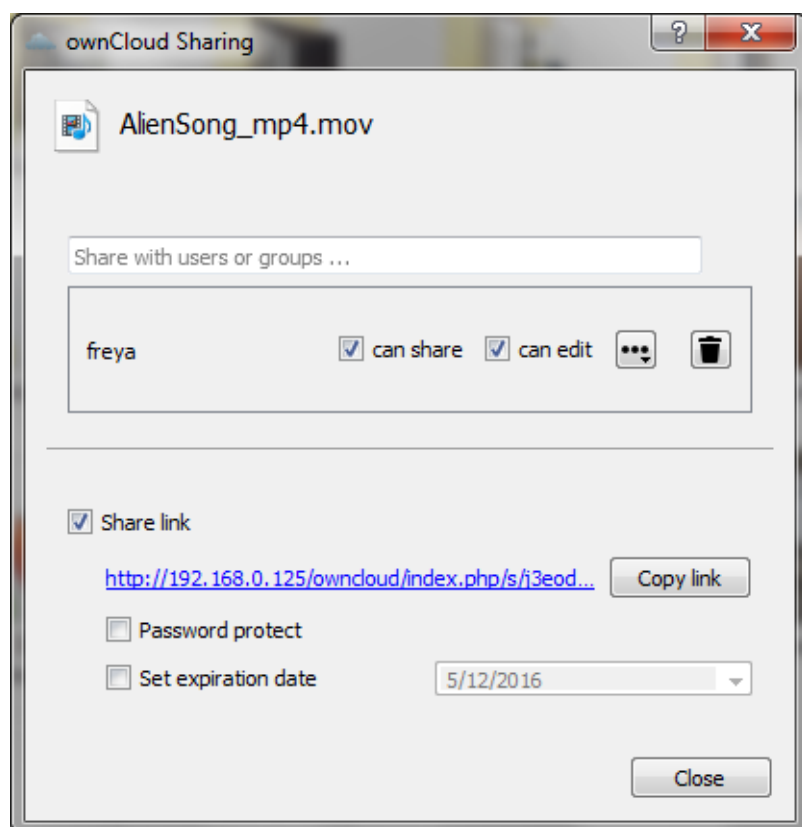 ownCloud Sharing
AlienSong_mp4.mov
Share with users or groups ...
freya can share can edit
Share link
http://192.168.0.125/owncloud/index.php/s/j3eod... Copy link
Password protect
Set expiration date 5/12/2016
Close